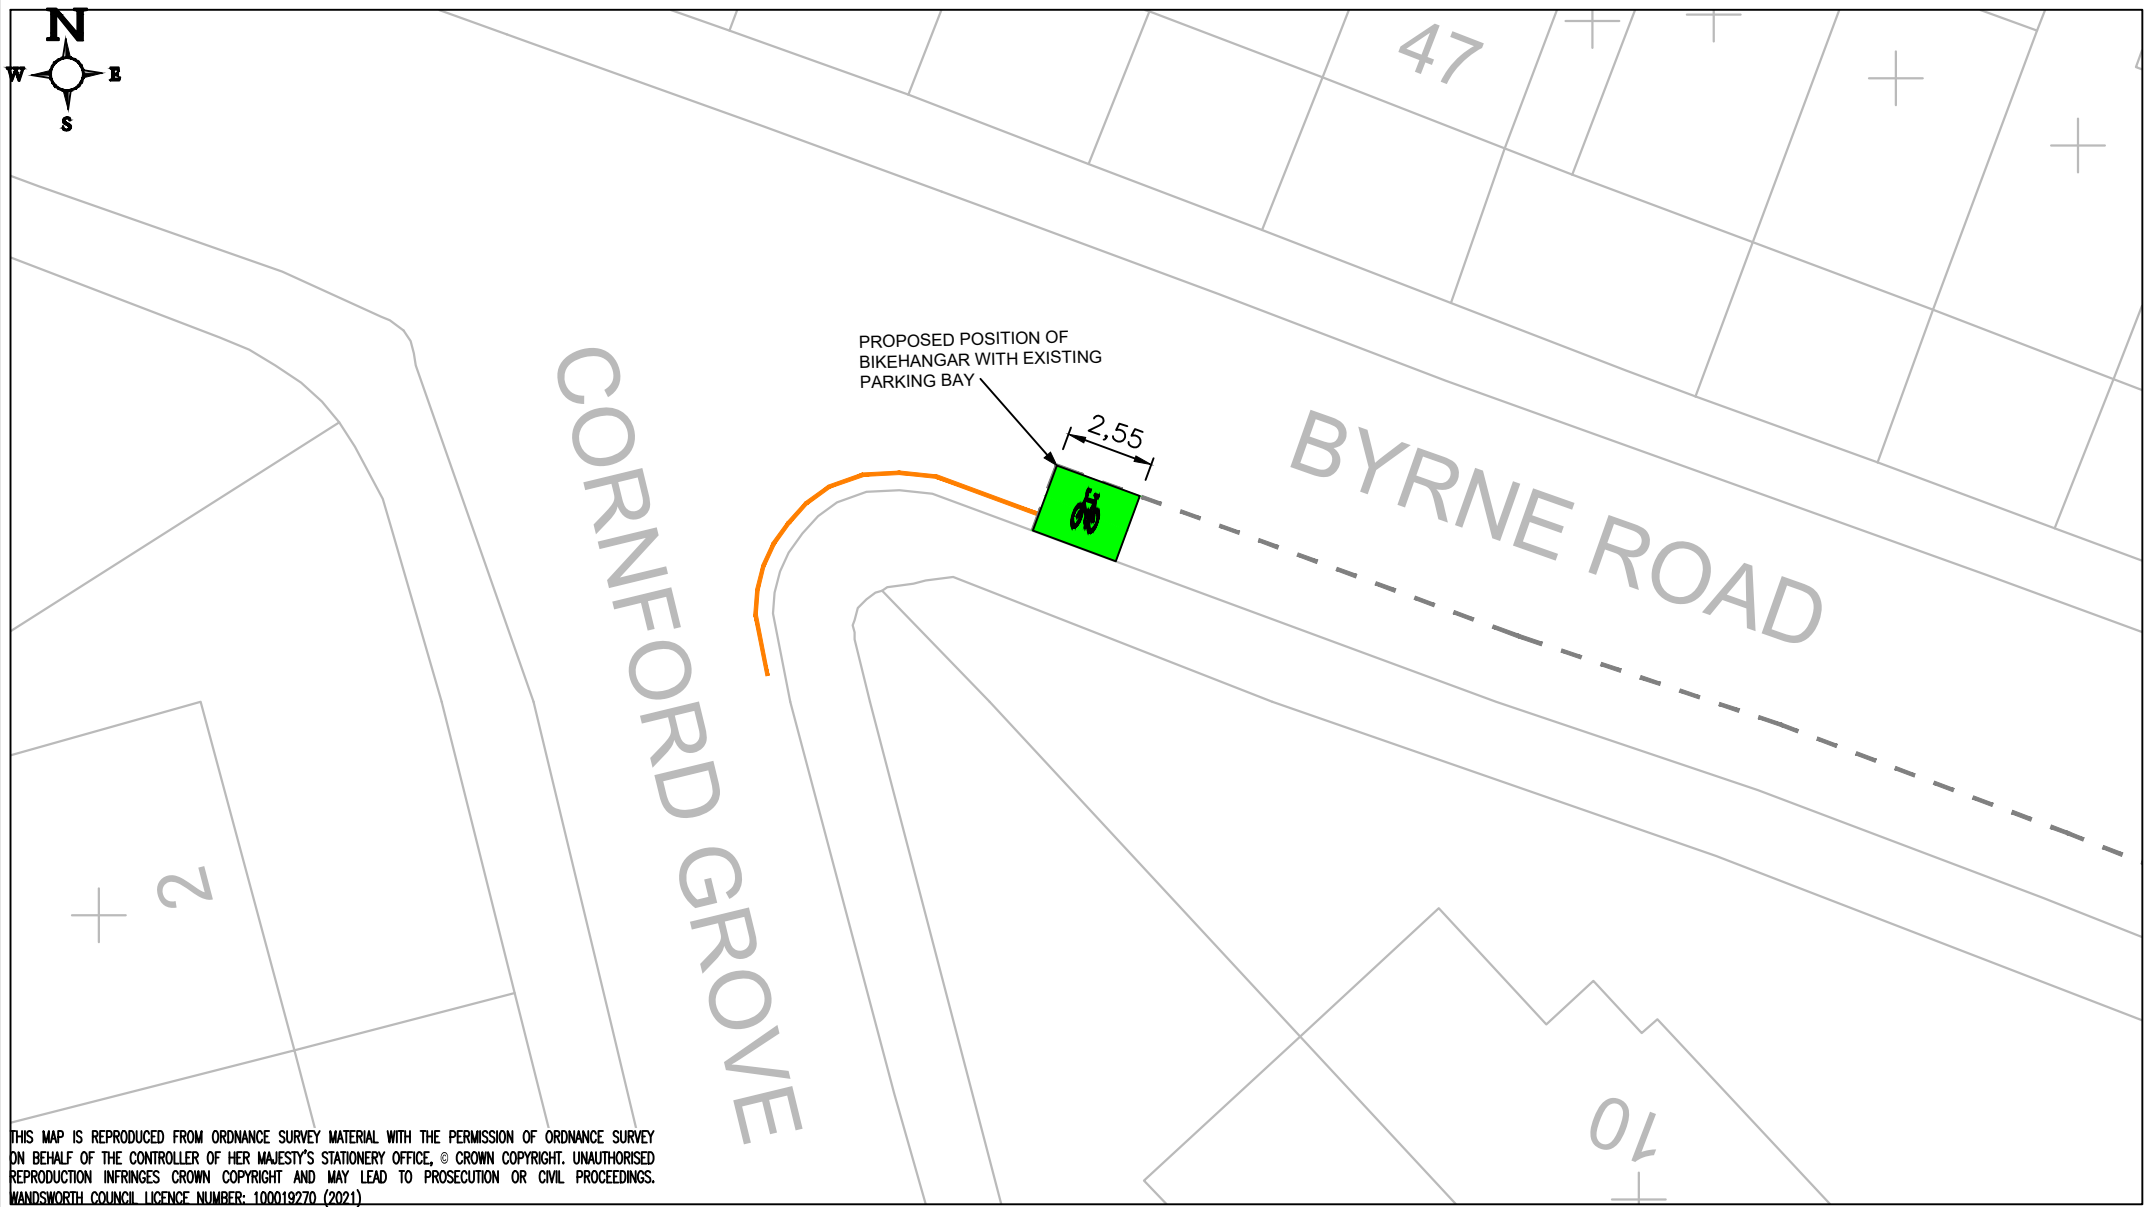 N
W E
S
47
PROPOSED POSITION OF
BIKEHANGAR WITH EXISTING
PARKING BAY
2,55
BYRNE ROAD
CORNFORD GROVE
2
10
THIS MAP IS REPRODUCED FROM ORDNANCE SURVEY MATERIAL WITH THE PERMISSION OF ORDNANCE SURVEY
ON BEHALF OF THE CONTROLLER OF HER MAJESTY'S STATIONERY OFFICE, © CROWN COPYRIGHT. UNAUTHORISED
REPRODUCTION INFRINGES CROWN COPYRIGHT AND MAY LEAD TO PROSECUTION OR CIVIL PROCEEDINGS.
WANDSWORTH COUNCIL LICENCE NUMBER: 100019270 (2021)